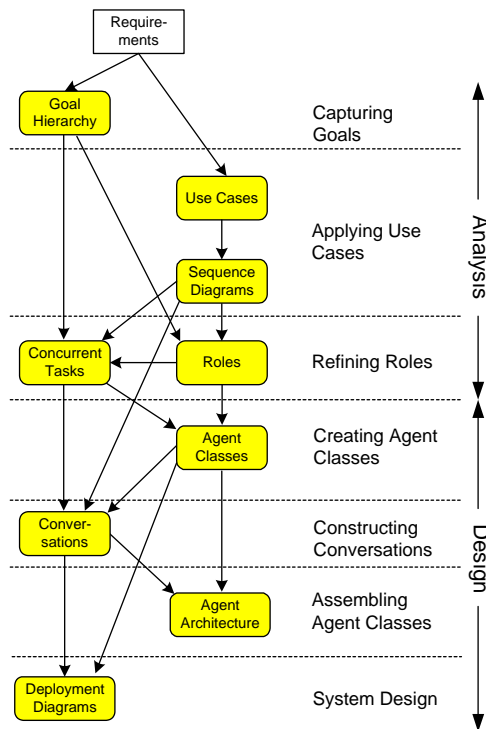 Require-
ments
Goal
Hierarchy
Capturing
Goals
Use Cases
Applying Use
Cases
Sequence
Diagrams
Analysis
Concurrent
Tasks
Roles
Refining Roles
Agent
Classes
Creating Agent
Classes
Conver-
sations
Constructing
Conversations
Design
Agent
Architecture
Assembling
Agent Classes
Deployment
Diagrams
System Design